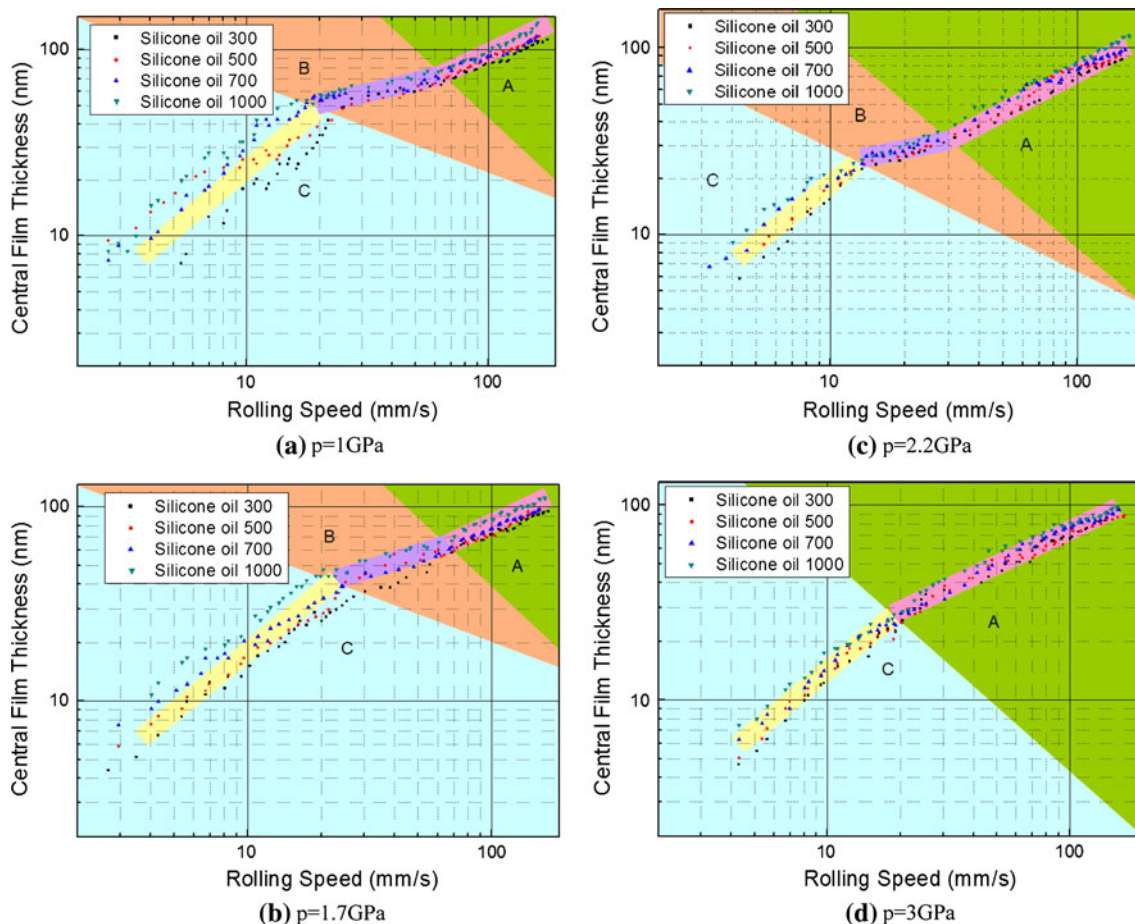 Central Film Thickness (nm)
100
10
Silicone oil 300
Silicone oil 500
Silicone oil 700
Silicone oil 1000
B
A
C
10
100
Rolling Speed (mm/s)
(a) p=1GPa
Central Film Thickness (nm)
100
10
Silicone oil 300
Silicone oil 500
Silicone oil 700
Silicone oil 1000
B
A
C
10
100
Rolling Speed (mm/s)
(c) p=2.2GPa
Central Film Thickness (nm)
100
10
Silicone oil 300
Silicone oil 500
Silicone oil 700
Silicone oil 1000
B
A
C
10
100
Rolling Speed (mm/s)
(b) p=1.7GPa
Central Film Thickness (nm)
100
10
Silicone oil 300
Silicone oil 500
Silicone oil 700
Silicone oil 1000
A
C
10
100
Rolling Speed (mm/s)
(d) p=3GPa